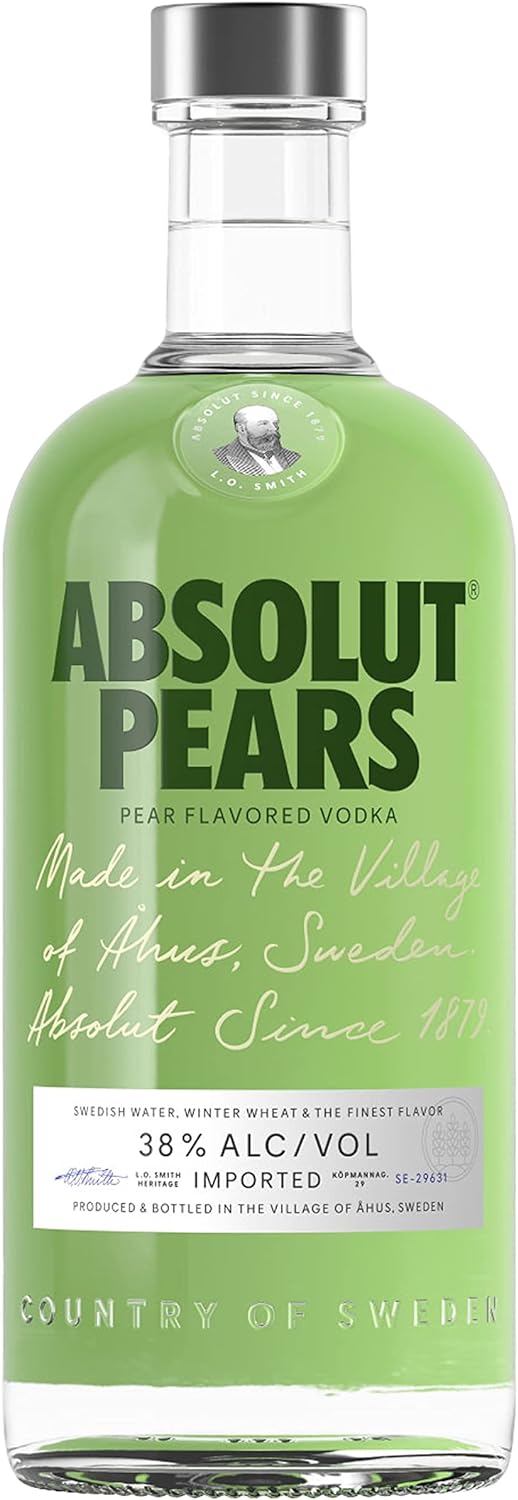 ABSOLUT SINCE 1879
L.O. SMITH
ABSOLUT®
PEARS
PEAR FLAVORED VODKA
Made in the Village
of Åhus, Sweden.
Absolut Since 1879.
SWEDISH WATER, WINTER WHEAT & THE FINEST FLAVOR
38% ALC/VOL
L.O. SMITH HERITAGE IMPORTED KÖPMANNAG. 29 SE-29631
PRODUCED & BOTTLED IN THE VILLAGE OF ÅHUS, SWEDEN
COUNTRY OF SWEDEN